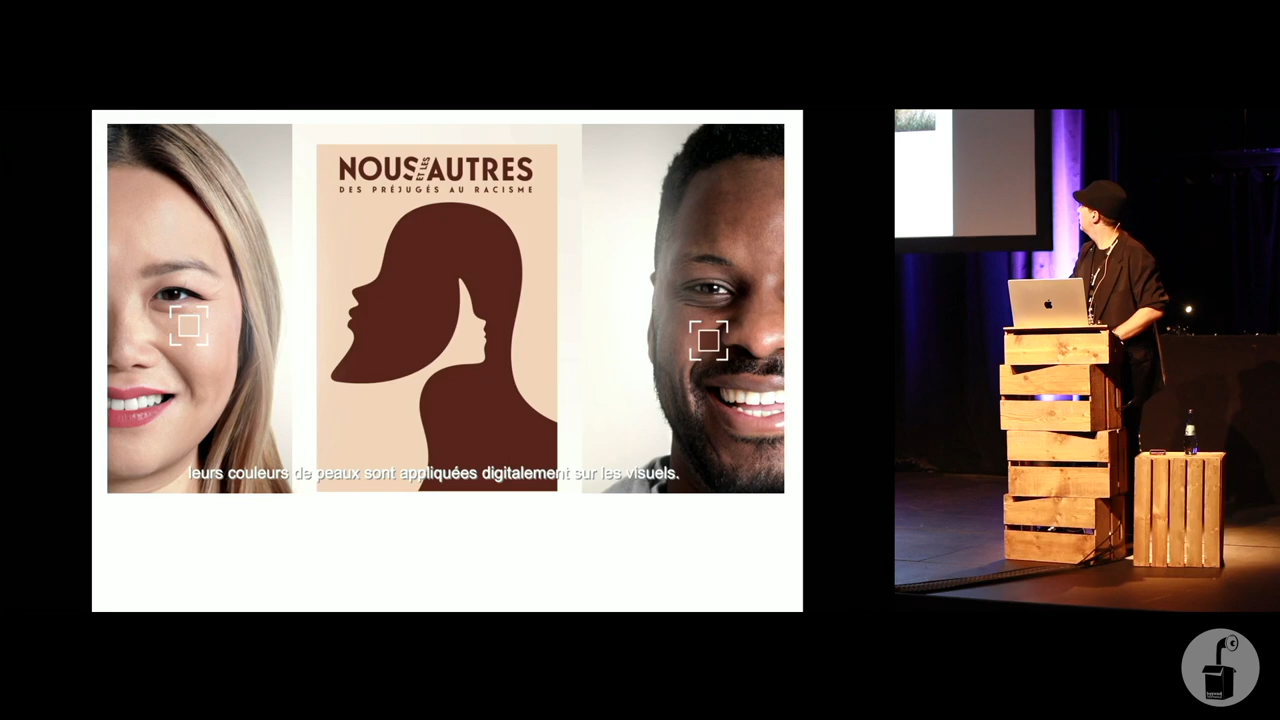 NOUS ET LES AUTRES
DES PRÉJUGÉS AU RACISME
leurs couleurs de peaux sont appliquées digitalement sur les visuels.